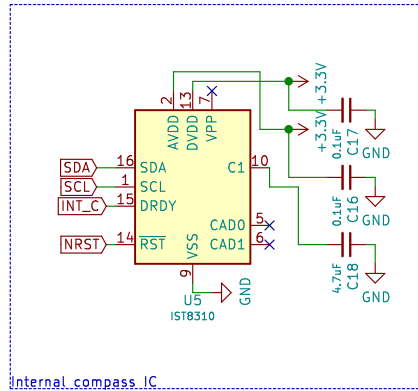 +3.3V
2
13
7
AVDD
DVDD
VPP
0.1uF
C17
GND
+3.3V
SDA
16
SDA
C1
10
SCL
1
SCL
INT_C
15
DRDY
0.1uF
C16
GND
CAD0
5
NRST
14
RST
CAD1
6
VSS
9
4.7uF
C18
GND
GND
U5
IST8310
Internal compass IC